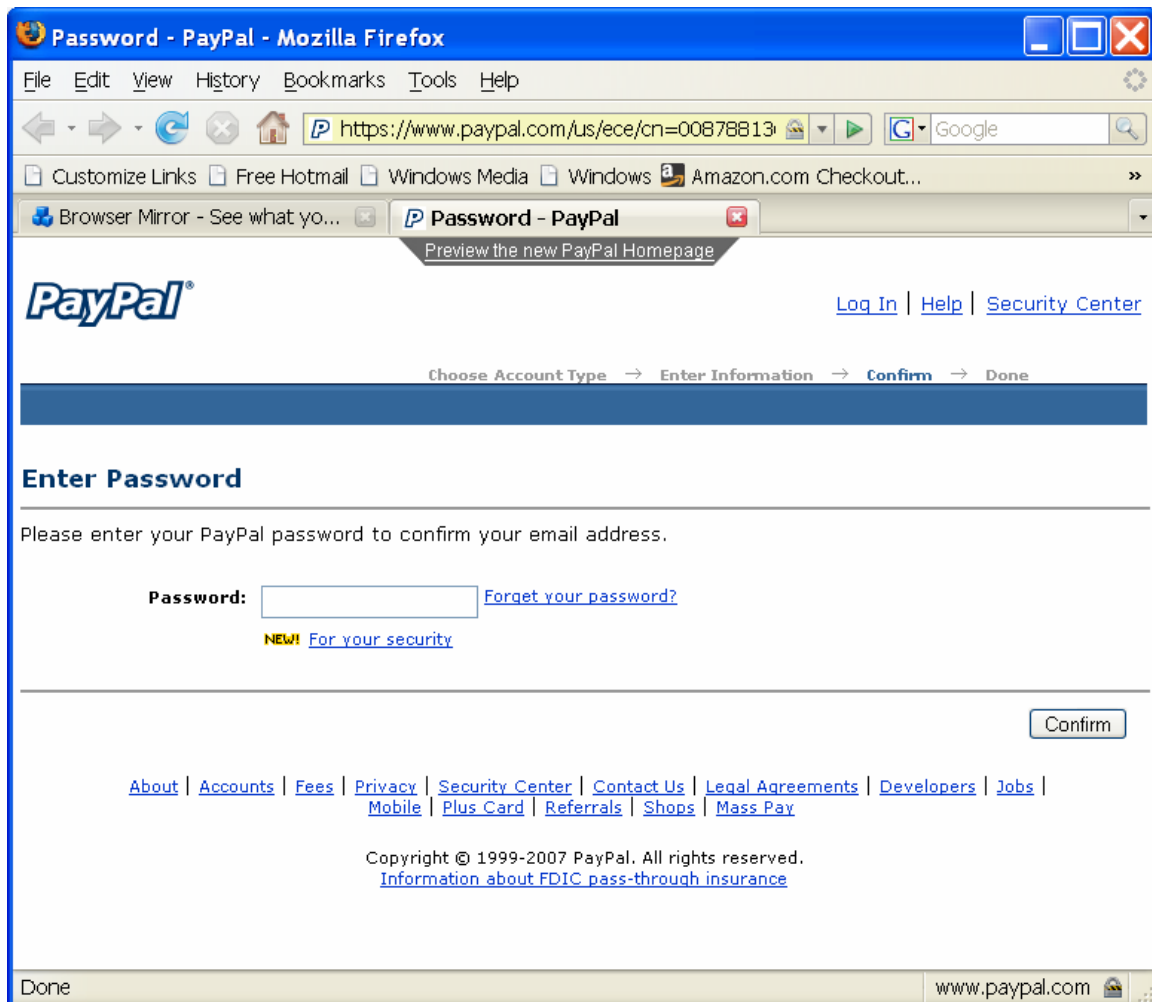 Password - PayPal - Mozilla Firefox
File Edit View History Bookmarks Tools Help
https://www.paypal.com/us/ece/cn=00878813 G Google
Customize Links Free Hotmail Windows Media Windows Amazon.com Checkout... »
Browser Mirror - See what yo... Password - PayPal
Preview the new PayPal Homepage
PayPal®
Log In | Help | Security Center
Choose Account Type → Enter Information → Confirm → Done
Enter Password
Please enter your PayPal password to confirm your email address.
Password: Forget your password?
NEW! For your security
Confirm
About | Accounts | Fees | Privacy | Security Center | Contact Us | Legal Agreements | Developers | Jobs |
Mobile | Plus Card | Referrals | Shops | Mass Pay
Copyright © 1999-2007 PayPal. All rights reserved.
Information about FDIC pass-through insurance
Done www.paypal.com